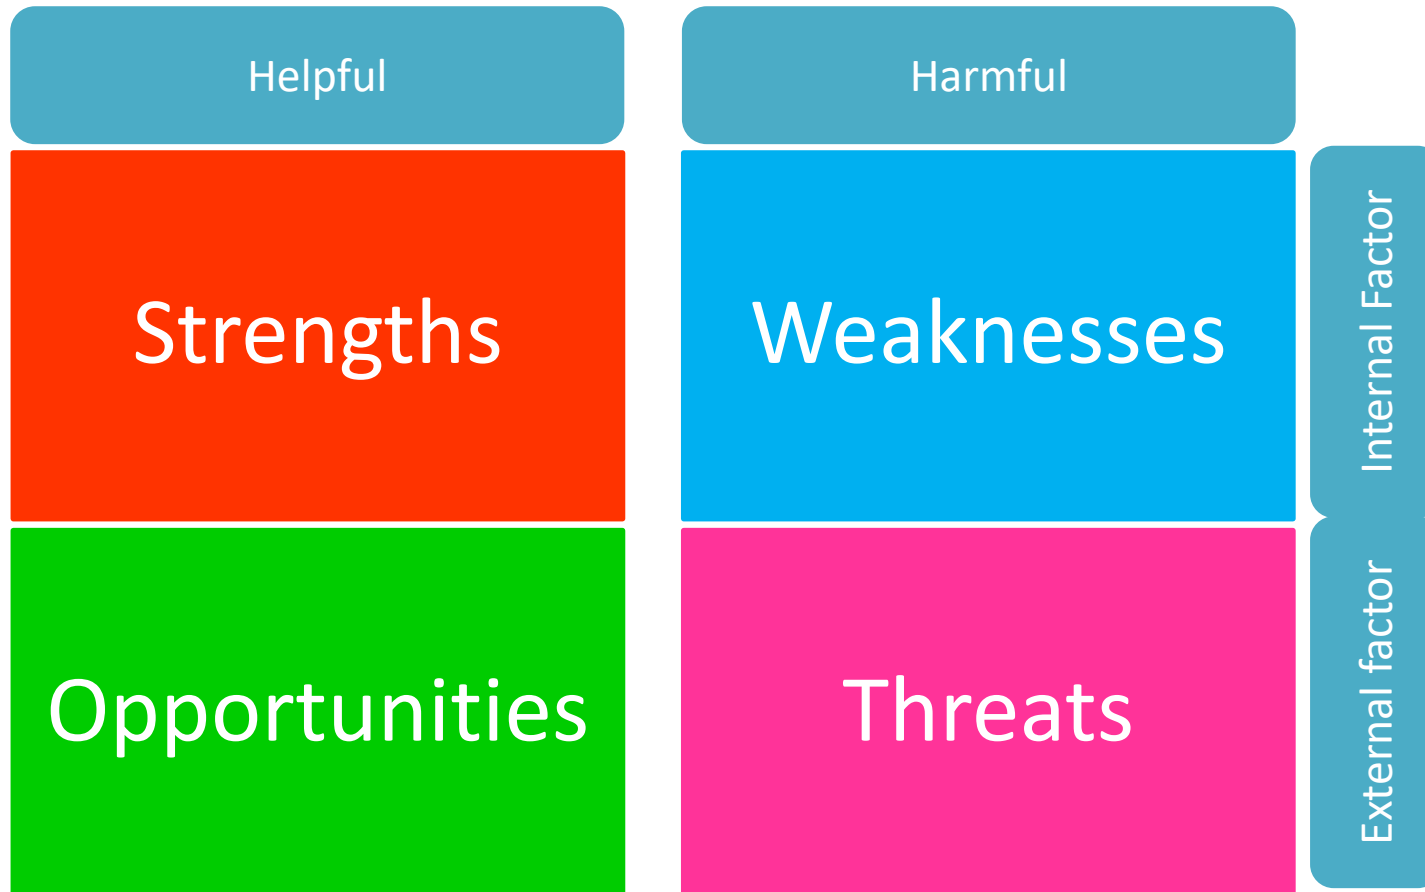 Helpful
Harmful
Strengths
Weaknesses
Internal Factor
Opportunities
Threats
External factor